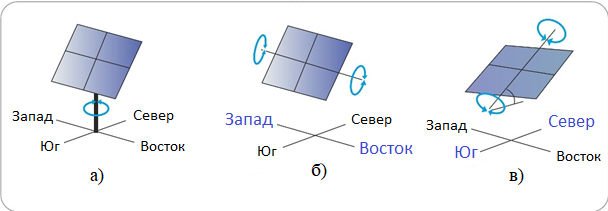 Запад Север
Юг Восток
а)
Запад Север
Юг Восток
б)
Запад Север
Юг Восток
в)